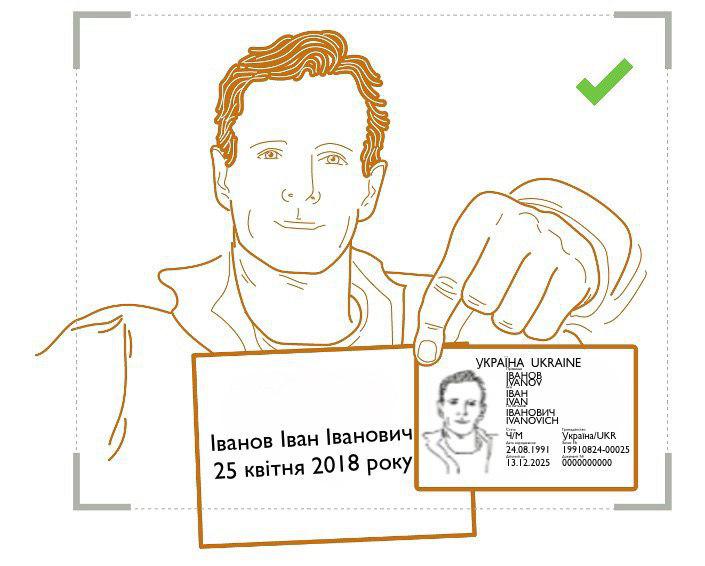 Іванов Іван Іванович
25 квітня 2018 року
УКРАЇНА UKRAINE
ІВАНОВ
IVANOV
ІВАН
IVAN
ІВАНОВИЧ
IVANOVICH
Ч/М Україна/UKR
24.08.1991 19910824-00025
13.12.2025 0000000000